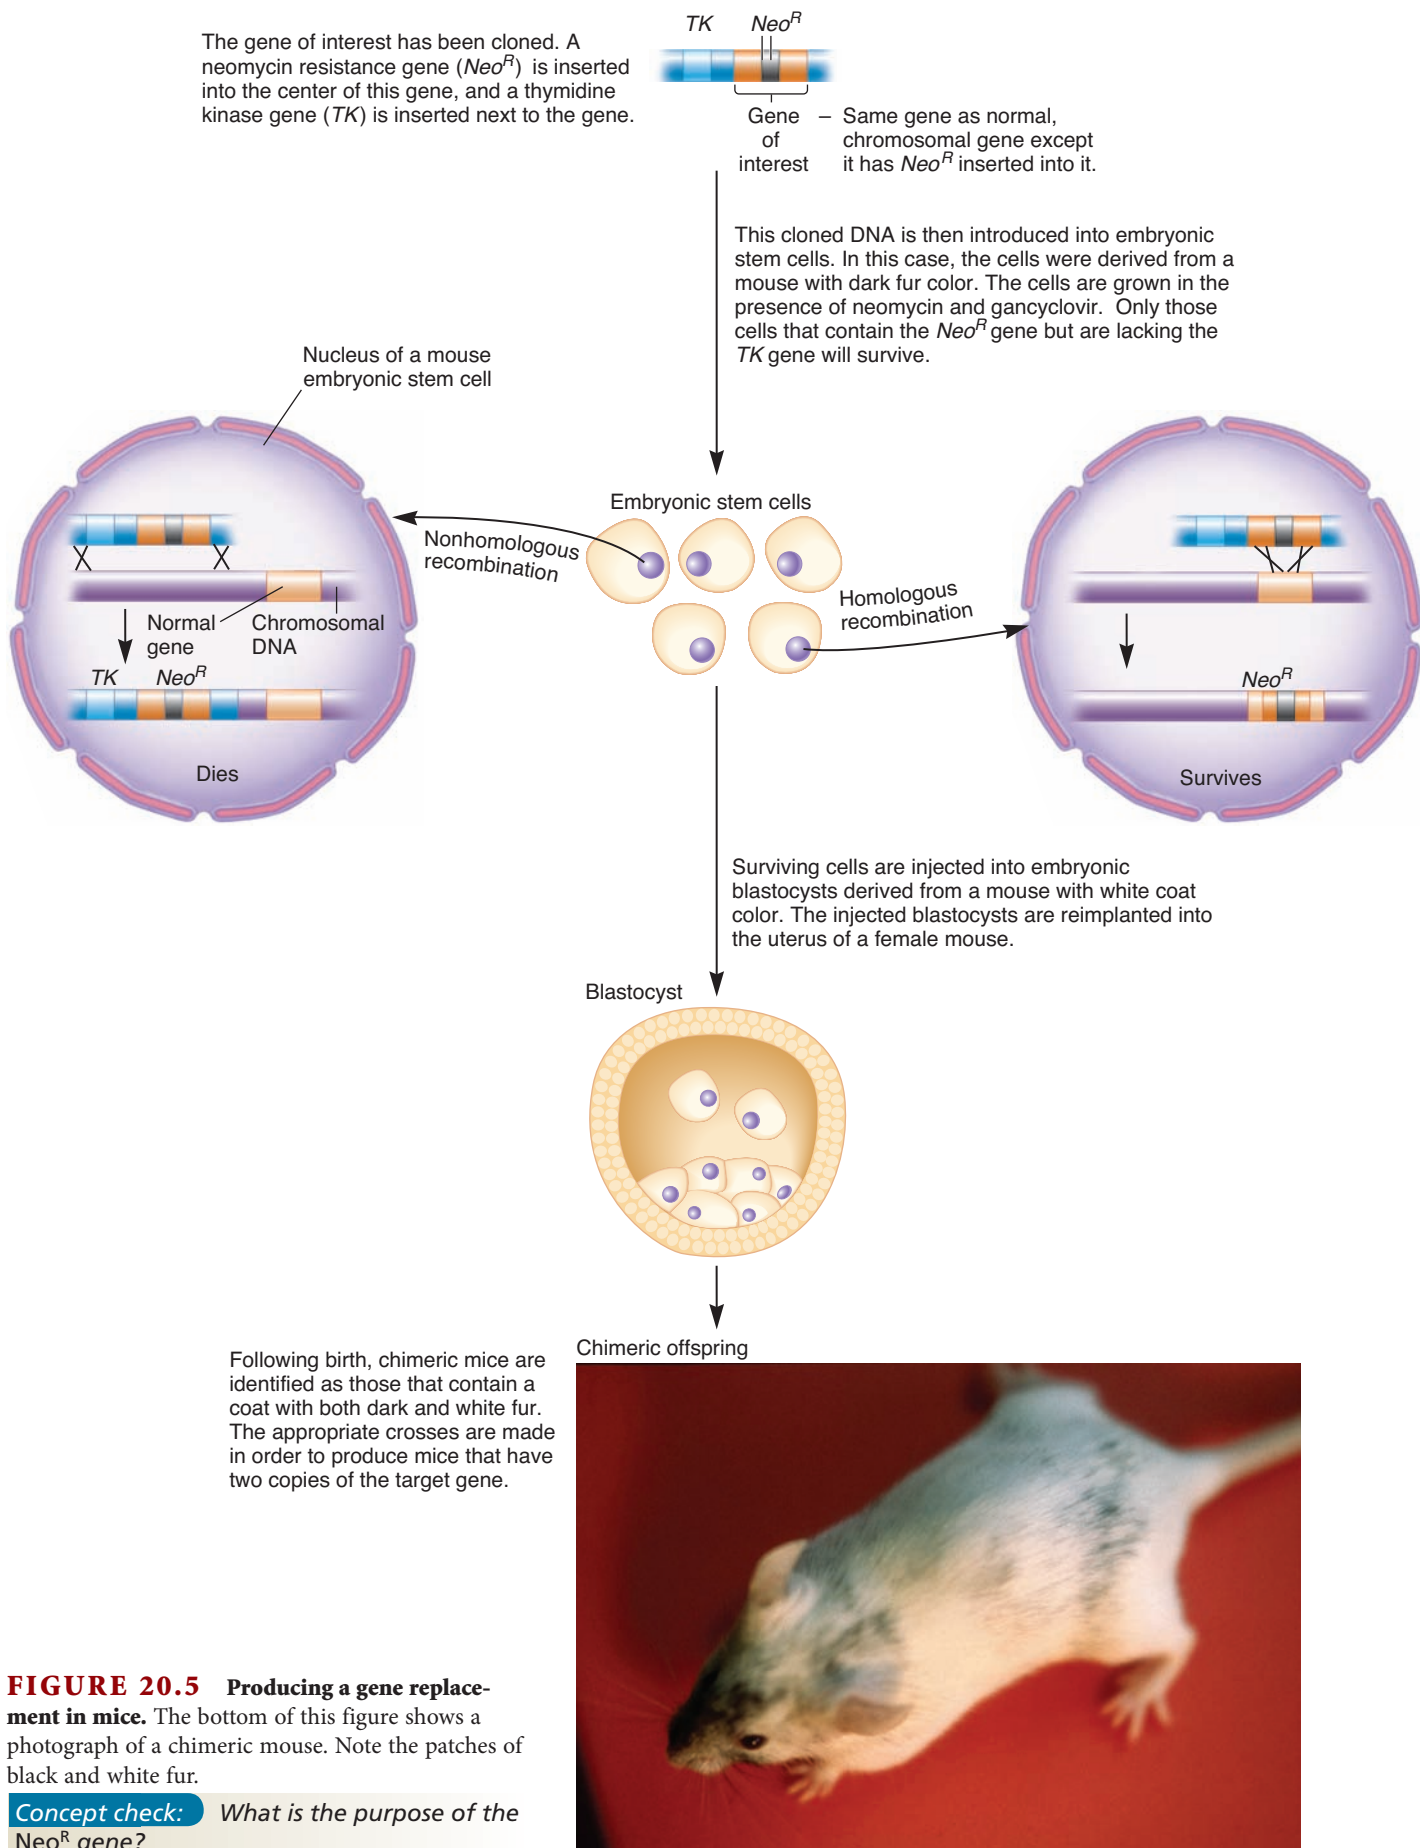 TK Neo^R
The gene of interest has been cloned. A
neomycin resistance gene (Neo^R) is inserted
into the center of this gene, and a thymidine
kinase gene (TK) is inserted next to the gene.
Gene – Same gene as normal,
of chromosomal gene except
interest it has Neo^R inserted into it.
This cloned DNA is then introduced into embryonic
stem cells. In this case, the cells were derived from a
mouse with dark fur color. The cells are grown in the
presence of neomycin and gancyclovir. Only those
cells that contain the Neo^R gene but are lacking the
TK gene will survive.
Nucleus of a mouse
embryonic stem cell
Embryonic stem cells
Nonhomologous
recombination
Homologous
recombination
Normal
gene
Chromosomal
DNA
TK Neo^R
Dies
Neo^R
Survives
Surviving cells are injected into embryonic
blastocysts derived from a mouse with white coat
color. The injected blastocysts are reimplanted into
the uterus of a female mouse.
Blastocyst
Chimeric offspring
Following birth, chimeric mice are
identified as those that contain a
coat with both dark and white fur.
The appropriate crosses are made
in order to produce mice that have
two copies of the target gene.
FIGURE 20.5 Producing a gene replace-
ment in mice. The bottom of this figure shows a
photograph of a chimeric mouse. Note the patches of
black and white fur.
Concept check: What is the purpose of the
Neo^R gene?